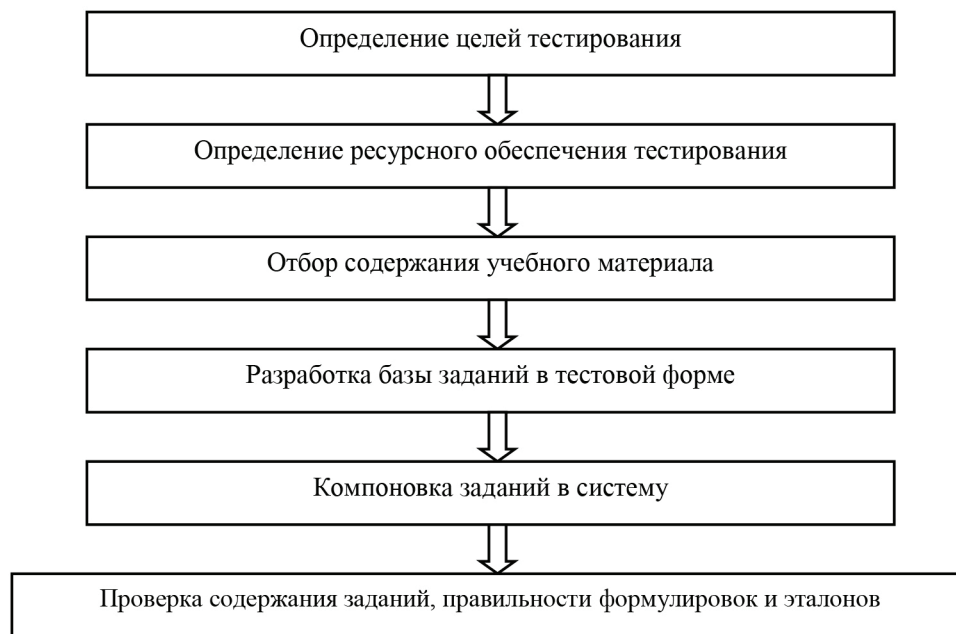 Определение целей тестирования
Определение ресурсного обеспечения тестирования
Отбор содержания учебного материала
Разработка базы заданий в тестовой форме
Компоновка заданий в систему
Проверка содержания заданий, правильности формулировок и эталонов